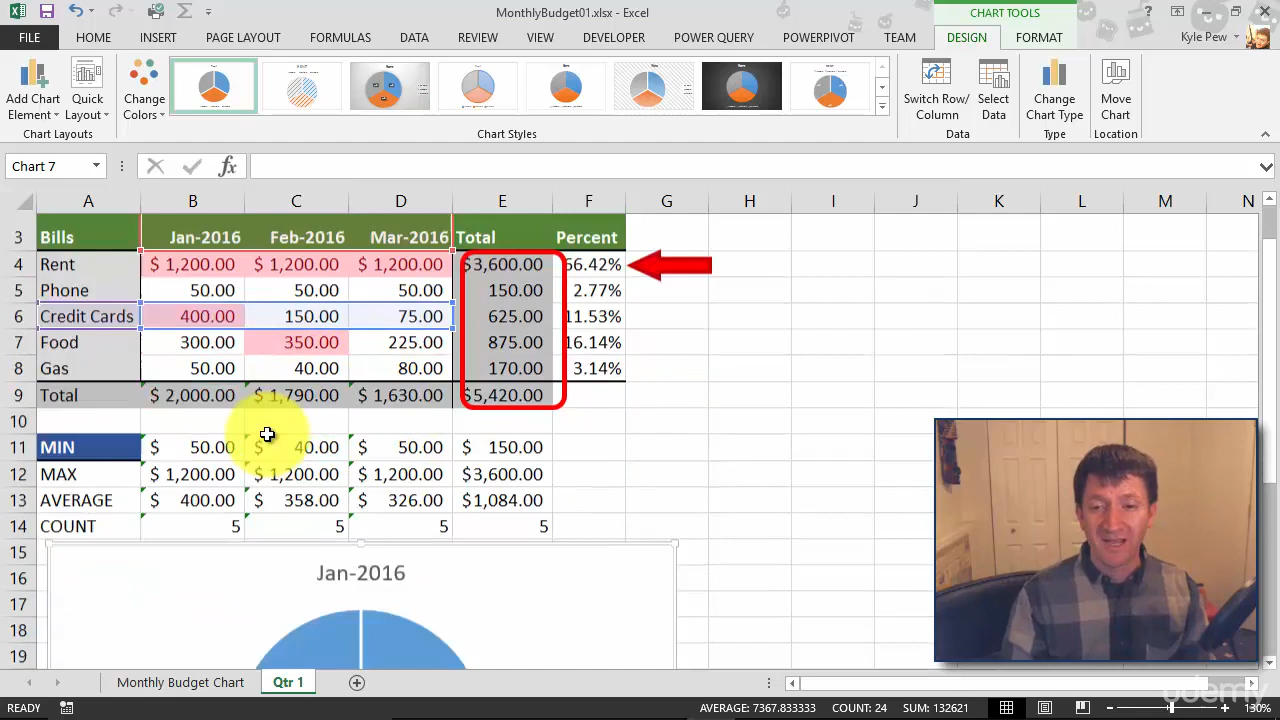 MonthlyBudget01.xlsx - Excel
CHART TOOLS
FILE HOME INSERT PAGE LAYOUT FORMULAS DATA REVIEW VIEW DEVELOPER POWER QUERY POWERPIVOT TEAM DESIGN FORMAT Kyle Pew
Add Chart Element Quick Layout Change Colors Switch Row/Column Select Data Change Chart Type Move Chart
Chart Layouts Chart Styles Data Type Location
Chart 7 fx
A B C D E F G H I J K L M N
3 Bills Jan-2016 Feb-2016 Mar-2016 Total Percent
4 Rent $ 1,200.00 $ 1,200.00 $ 1,200.00 $3,600.00 66.42%
5 Phone 50.00 50.00 50.00 150.00 2.77%
6 Credit Cards 400.00 150.00 75.00 625.00 11.53%
7 Food 300.00 350.00 225.00 875.00 16.14%
8 Gas 50.00 40.00 80.00 170.00 3.14%
9 Total $ 2,000.00 $ 1,790.00 $ 1,630.00 $5,420.00
10
11 MIN $ 50.00 $ 40.00 $ 50.00 $ 150.00
12 MAX $ 1,200.00 $ 1,200.00 $ 1,200.00 $3,600.00
13 AVERAGE $ 400.00 $ 358.00 $ 326.00 $1,084.00
14 COUNT 5 5 5 5
15
16 Jan-2016
17
18
19
Monthly Budget Chart Qtr 1
udemy
READY AVERAGE: 7367.833333 COUNT: 24 SUM: 132621 130%